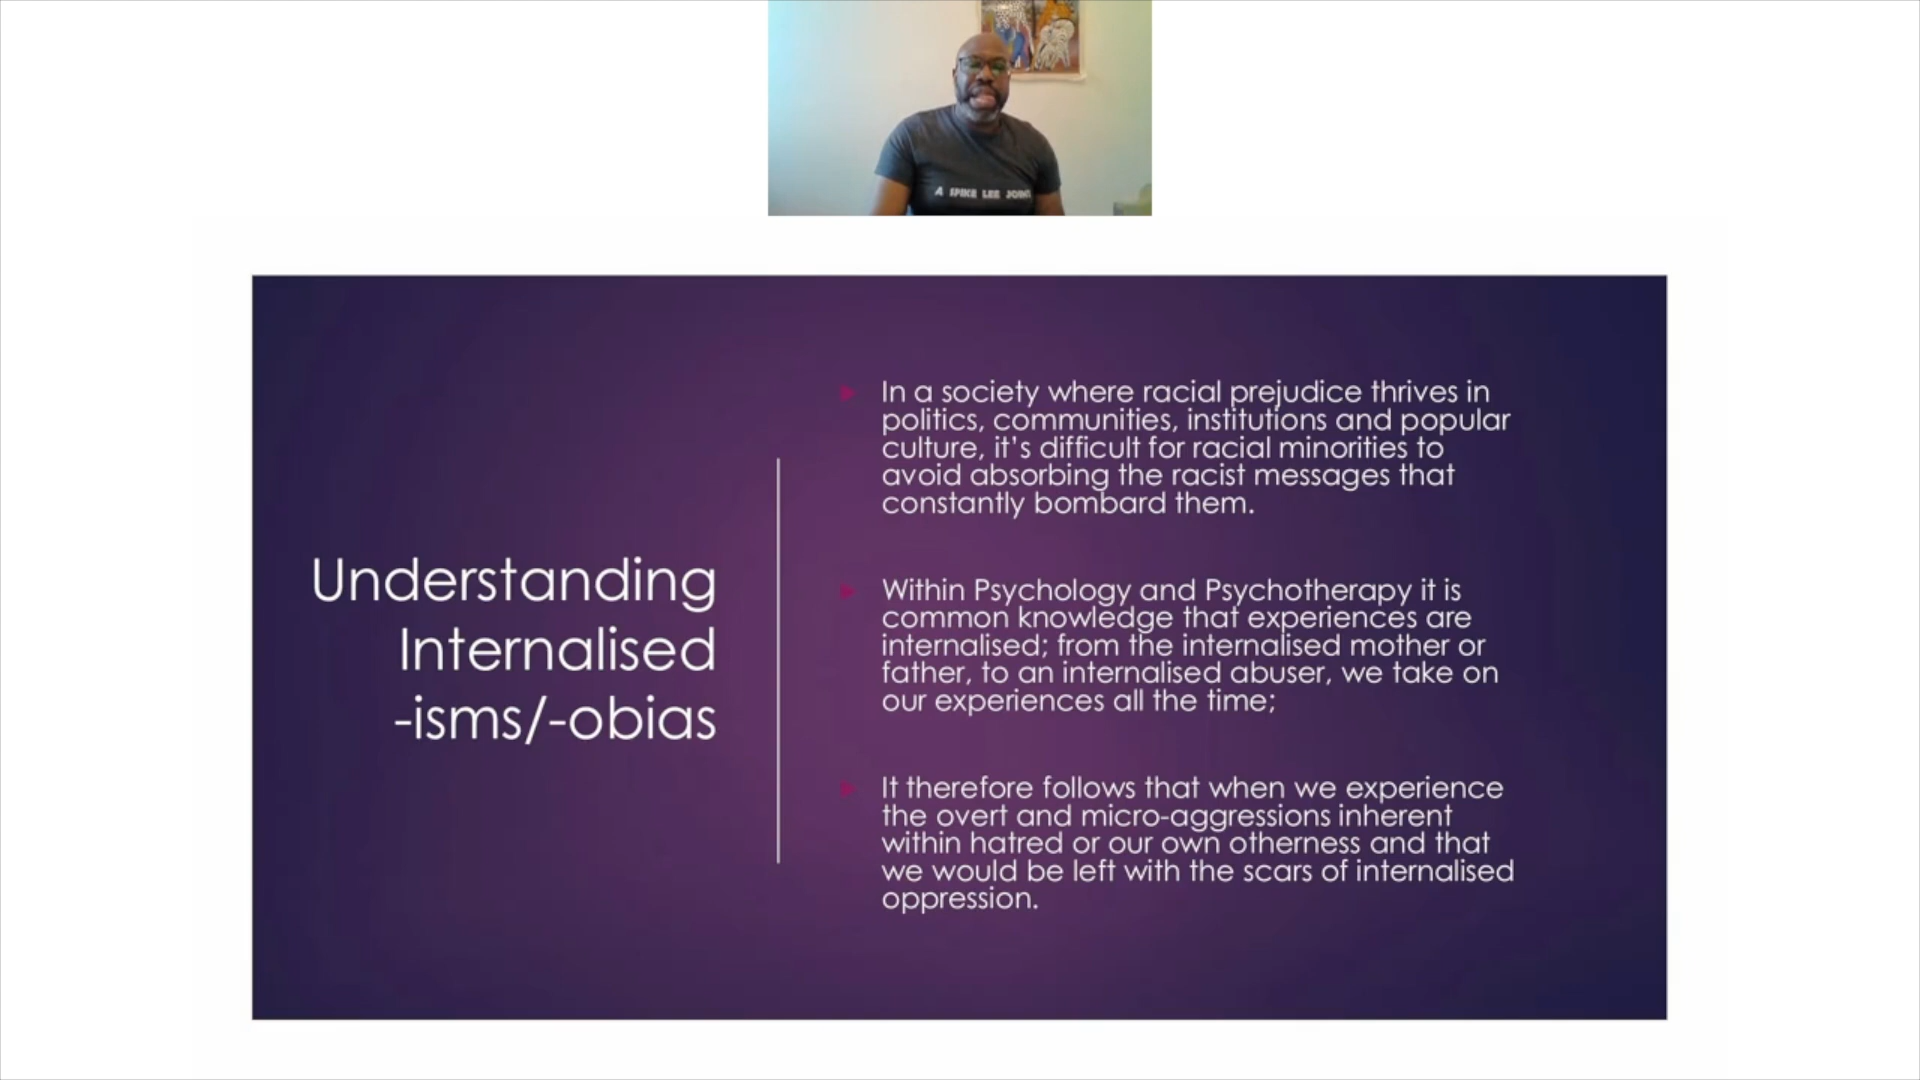 A SPIKE LEE JOINT
Understanding
Internalised
-isms/-obias
In a society where racial prejudice thrives in
politics, communities, institutions and popular
culture, it's difficult for racial minorities to
avoid absorbing the racist messages that
constantly bombard them.
Within Psychology and Psychotherapy it is
common knowledge that experiences are
internalised; from the internalised mother or
father, to an internalised abuser, we take on
our experiences all the time;
It therefore follows that when we experience
the overt and micro-aggressions inherent
within hatred or our own otherness and that
we would be left with the scars of internalised
oppression.